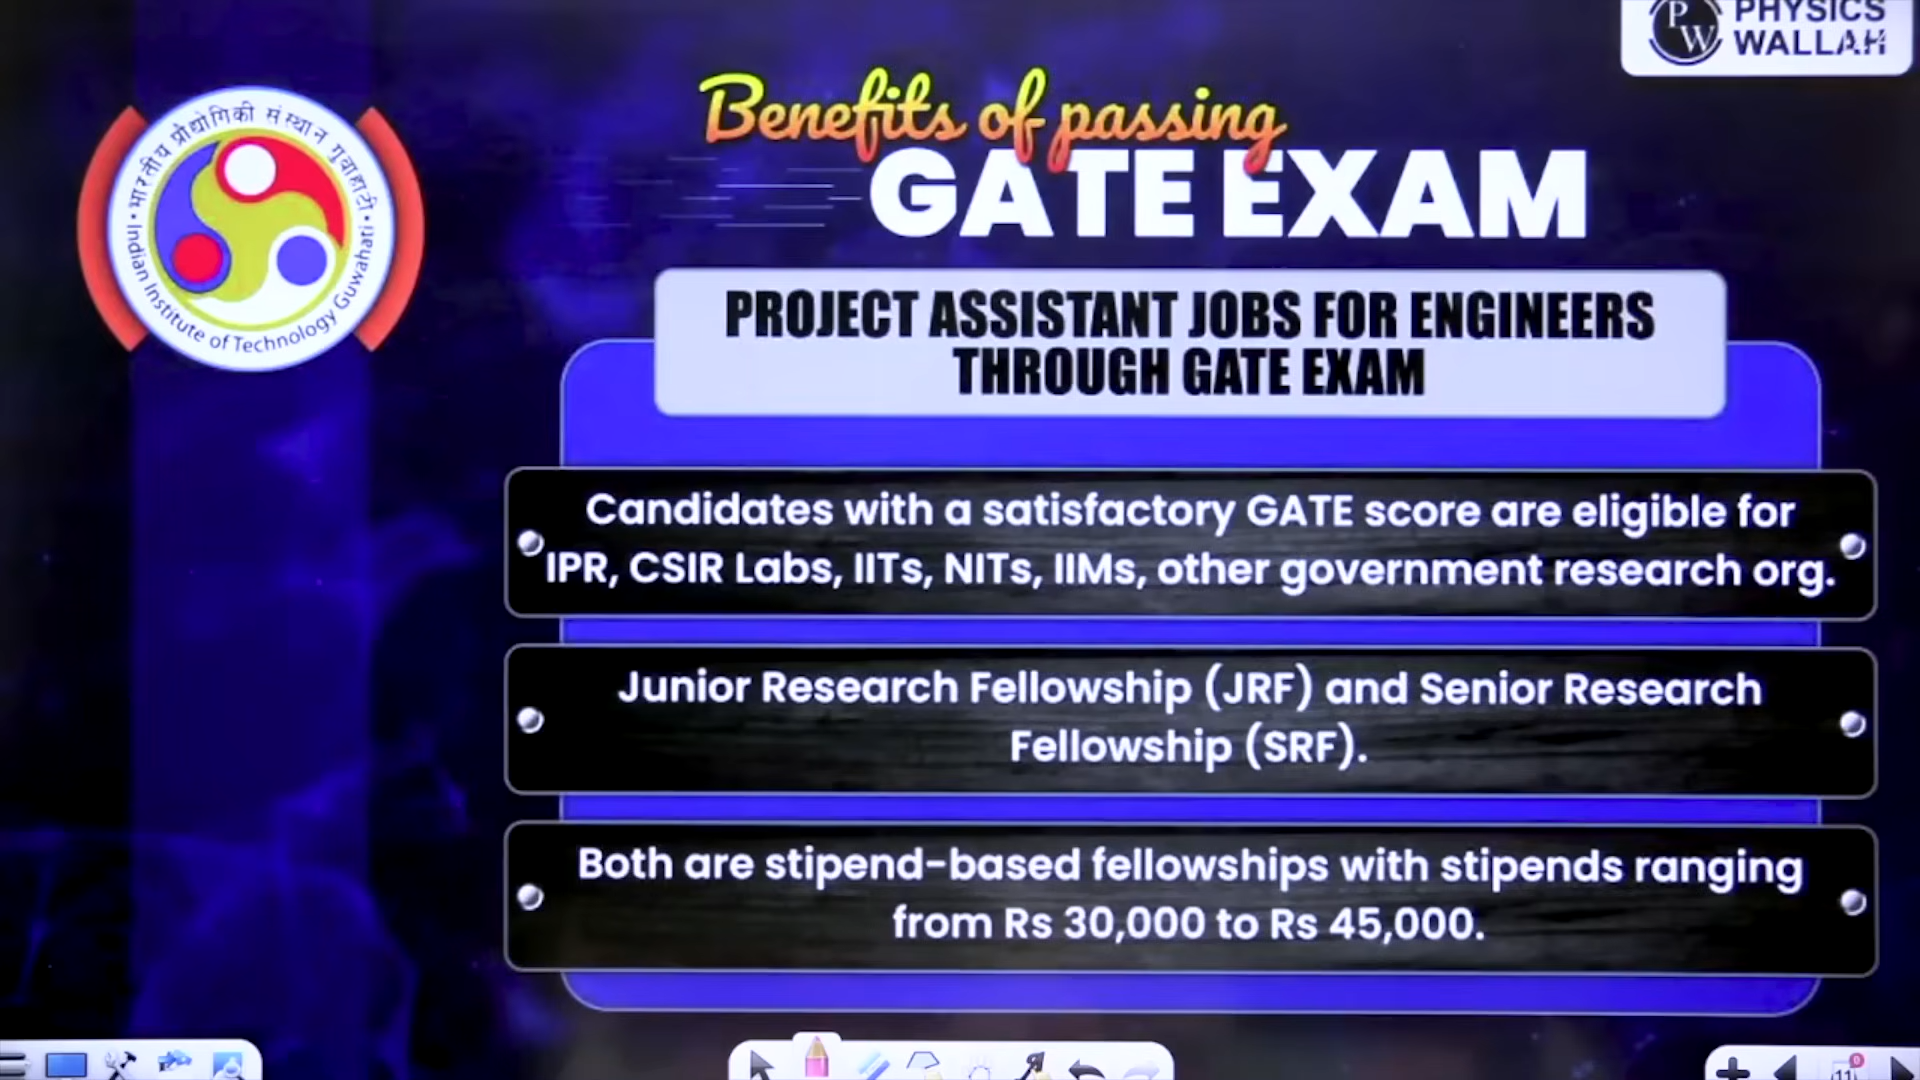 PHYSICS
WALLAH
PW
भारतीय प्रौद्योगिकी संस्थान गुवाहाटी
Indian Institute of Technology Guwahati
Benefits of passing
GATE EXAM
PROJECT ASSISTANT JOBS FOR ENGINEERS
THROUGH GATE EXAM
Candidates with a satisfactory GATE score are eligible for
IPR, CSIR Labs, IITs, NITs, IIMs, other government research org.
Junior Research Fellowship (JRF) and Senior Research
Fellowship (SRF).
Both are stipend-based fellowships with stipends ranging
from Rs 30,000 to Rs 45,000.
0
11